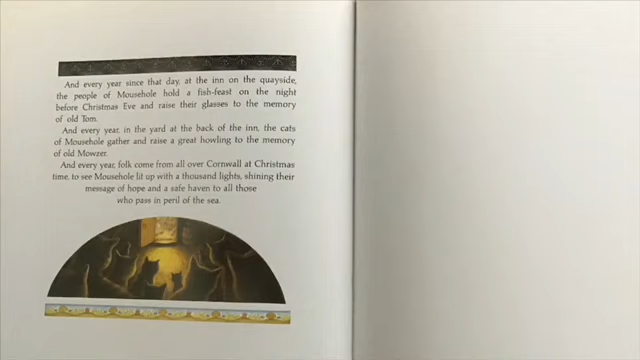 And every year since that day, at the inn on the quayside,
the people of Mousehole hold a fish-feast on the night
before Christmas Eve and raise their glasses to the memory
of old Tom.
And every year, in the yard at the back of the inn, the cats
of Mousehole gather and raise a great howling to the memory
of old Mowzer.
And every year, folk come from all over Cornwall at Christmas
time, to see Mousehole lit up with a thousand lights, shining their
message of hope and a safe haven to all those
who pass in peril of the sea.